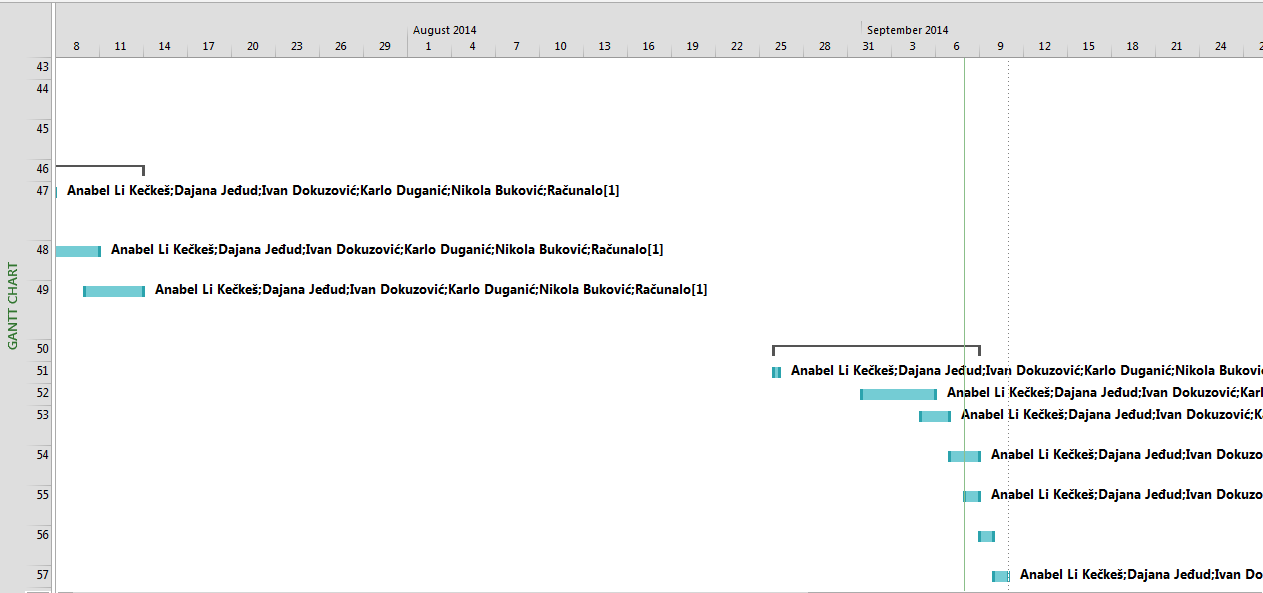 August 2014 September 2014
8 11 14 17 20 23 26 29 1 4 7 10 13 16 19 22 25 28 31 3 6 9 12 15 18 21 24 2
43
44
45
46
47 Anabel Li Kečkeš;Dajana Jeđud;Ivan Dokuzović;Karlo Duganić;Nikola Buković;Računalo[1]
48 Anabel Li Kečkeš;Dajana Jeđud;Ivan Dokuzović;Karlo Duganić;Nikola Buković;Računalo[1]
GANTT CHART
49 Anabel Li Kečkeš;Dajana Jeđud;Ivan Dokuzović;Karlo Duganić;Nikola Buković;Računalo[1]
50
51 Anabel Li Kečkeš;Dajana Jeđud;Ivan Dokuzović;Karlo Duganić;Nikola Bukovi
52 Anabel Li Kečkeš;Dajana Jeđud;Ivan Dokuzović;Karl
53 Anabel Li Kečkeš;Dajana Jeđud;Ivan Dokuzović;K
54 Anabel Li Kečkeš;Dajana Jeđud;Ivan Dokuzo
55 Anabel Li Kečkeš;Dajana Jeđud;Ivan Dokuzo
56
57 Anabel Li Kečkeš;Dajana Jeđud;Ivan Do